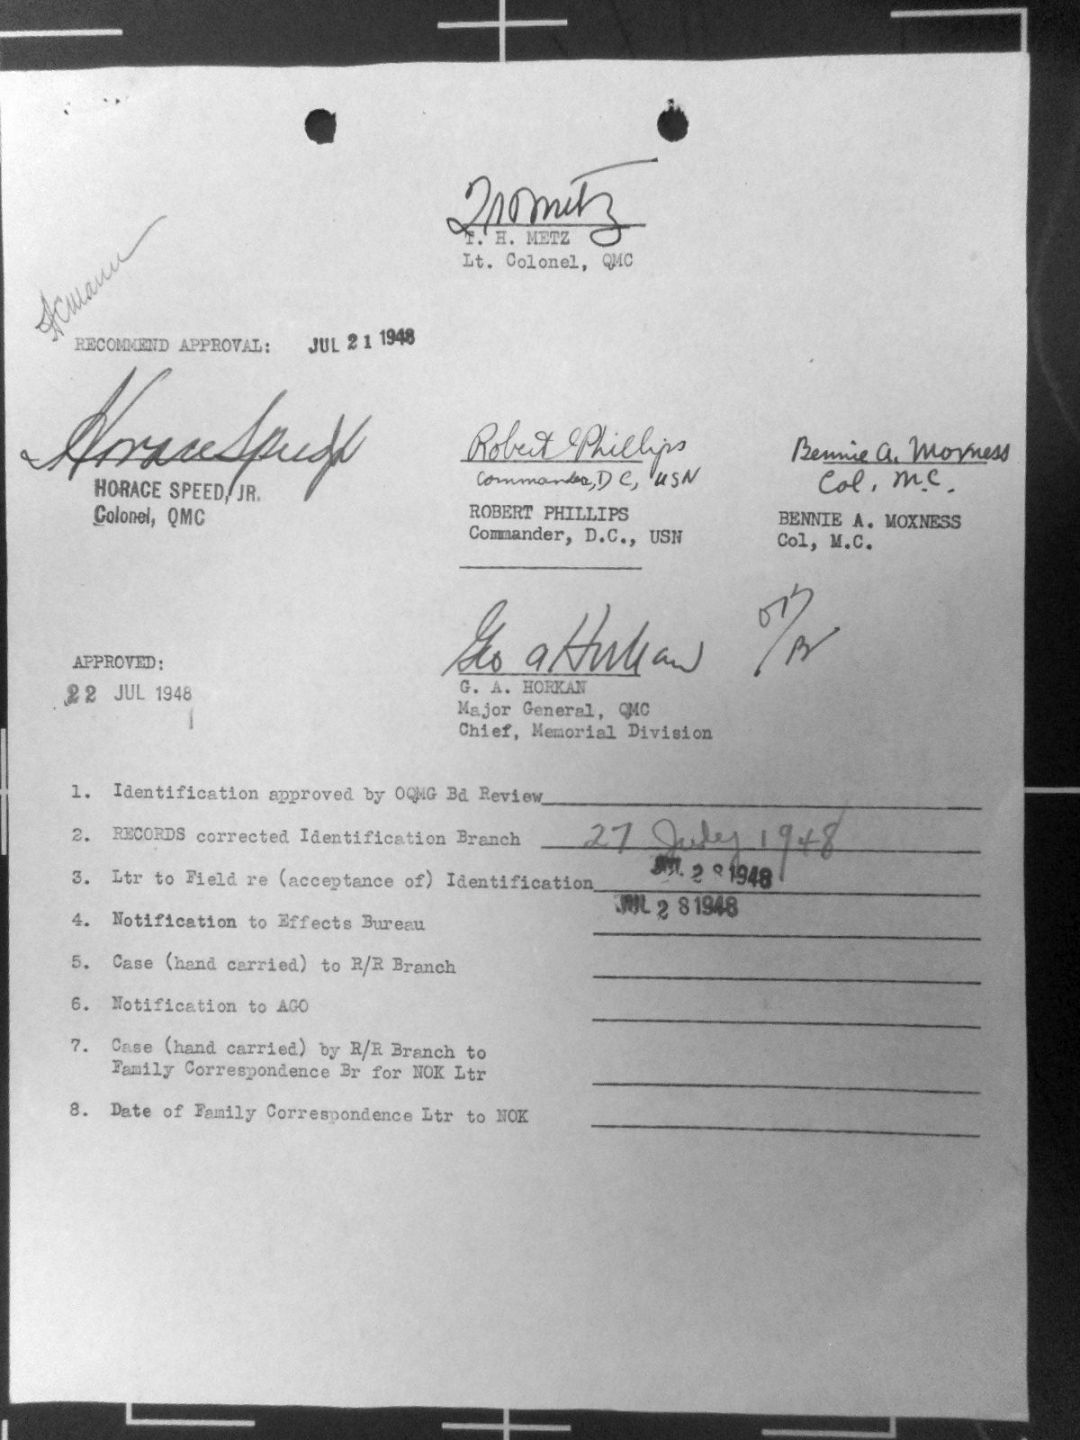 T. H. METZ
Lt. Colonel, QMC
RECOMMEND APPROVAL: JUL 21 1948
Horace Speed Jr
HORACE SPEED, JR.
Colonel, QMC
Robert Phillips
Commander, DC, USN
ROBERT PHILLIPS
Commander, D.C., USN
Bennie A. Moxness
Col. M.C.
BENNIE A. MOXNESS
Col, M.C.
APPROVED:
22 JUL 1948
Geo A Horkan
G. A. HORKAN
Major General, QMC
Chief, Memorial Division
1. Identification approved by OQMG Bd Review
2. RECORDS corrected Identification Branch 27 July 1948
3. Ltr to Field re (acceptance of) Identification JUL 28 1948
4. Notification to Effects Bureau JUL 28 1948
5. Case (hand carried) to R/R Branch
6. Notification to AGO
7. Case (hand carried) by R/R Branch to
Family Correspondence Br for NOK Ltr
8. Date of Family Correspondence Ltr to NOK